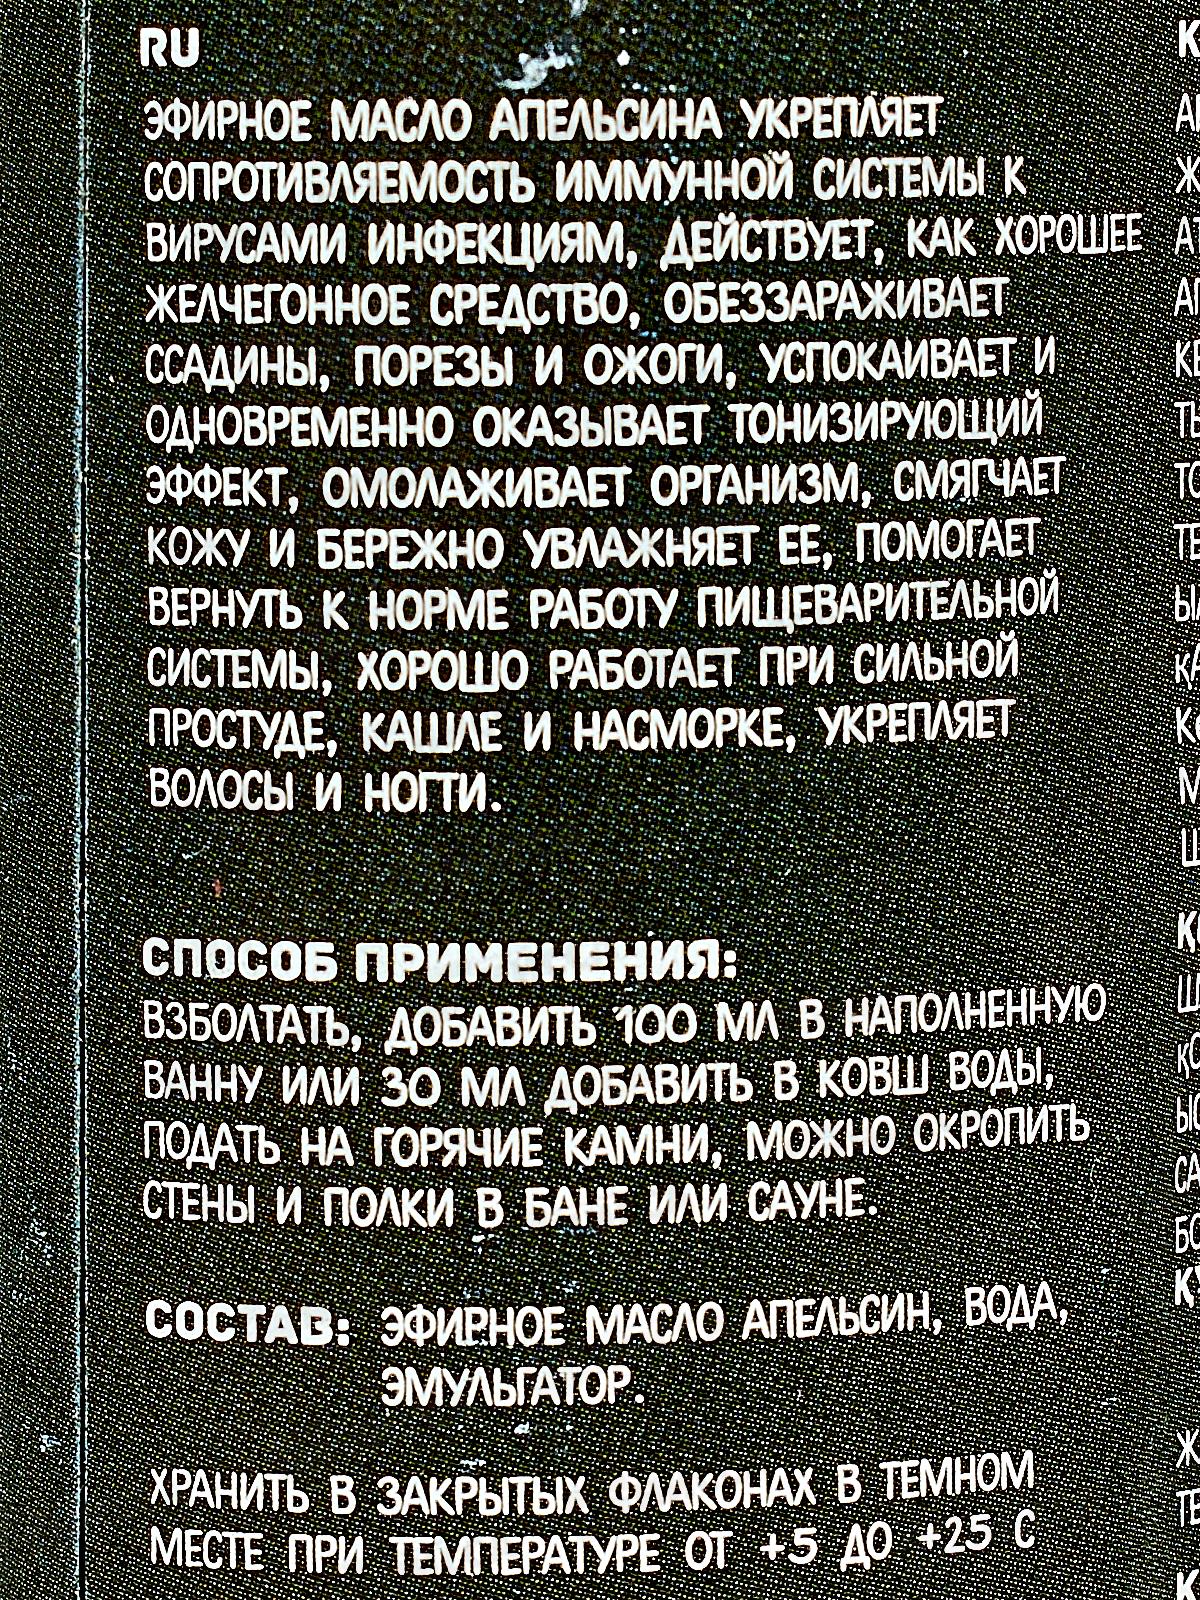 RU
ЭФИРНОЕ МАСЛО АПЕЛЬСИНА УКРЕПЛЯЕТ
СОПРОТИВЛЯЕМОСТЬ ИММУННОЙ СИСТЕМЫ К
ВИРУСАМИ ИНФЕКЦИЯМ, ДЕЙСТВУЕТ, КАК ХОРОШЕЕ
ЖЕЛЧЕГОННОЕ СРЕДСТВО, ОБЕЗЗАРАЖИВАЕТ
ССАДИНЫ, ПОРЕЗЫ И ОЖОГИ, УСПОКАИВАЕТ И
ОДНОВРЕМЕННО ОКАЗЫВАЕТ ТОНИЗИРУЮЩИЙ
ЭФФЕКТ, ОМОЛАЖИВАЕТ ОРГАНИЗМ, СМЯГЧАЕТ
КОЖУ И БЕРЕЖНО УВЛАЖНЯЕТ ЕЕ, ПОМОГАЕТ
ВЕРНУТЬ К НОРМЕ РАБОТУ ПИЩЕВАРИТЕЛЬНОЙ
СИСТЕМЫ, ХОРОШО РАБОТАЕТ ПРИ СИЛЬНОЙ
ПРОСТУДЕ, КАШЛЕ И НАСМОРКЕ, УКРЕПЛЯЕТ
ВОЛОСЫ И НОГТИ.
СПОСОБ ПРИМЕНЕНИЯ:
ВЗБОЛТАТЬ, ДОБАВИТЬ 100 МЛ В НАПОЛНЕННУЮ
ВАННУ ИЛИ 30 МЛ ДОБАВИТЬ В КОВШ ВОДЫ,
ПОДАТЬ НА ГОРЯЧИЕ КАМНИ, МОЖНО ОКРОПИТЬ
СТЕНЫ И ПОЛКИ В БАНЕ ИЛИ САУНЕ.
СОСТАВ: ЭФИРНОЕ МАСЛО АПЕЛЬСИН, ВОДА,
ЭМУЛЬГАТОР.
ХРАНИТЬ В ЗАКРЫТЫХ ФЛАКОНАХ В ТЕМНОМ
МЕСТЕ ПРИ ТЕМПЕРАТУРЕ ОТ +5 ДО +25 С